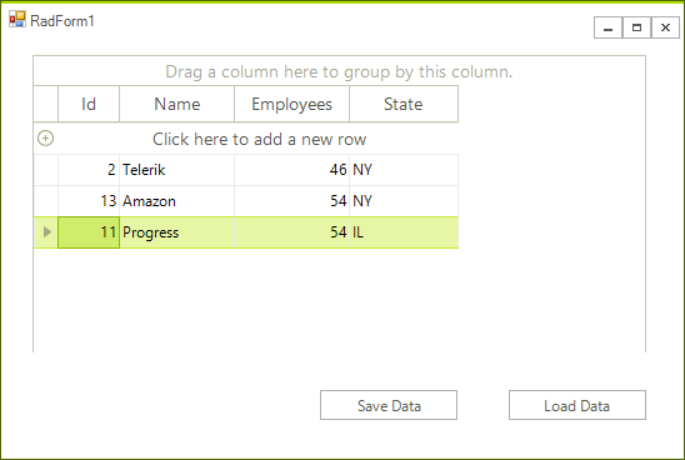 RadForm1
Drag a column here to group by this column.
Id Name Employees State
Click here to add a new row
2 Telerik 46 NY
13 Amazon 54 NY
11 Progress 54 IL
Save Data Load Data